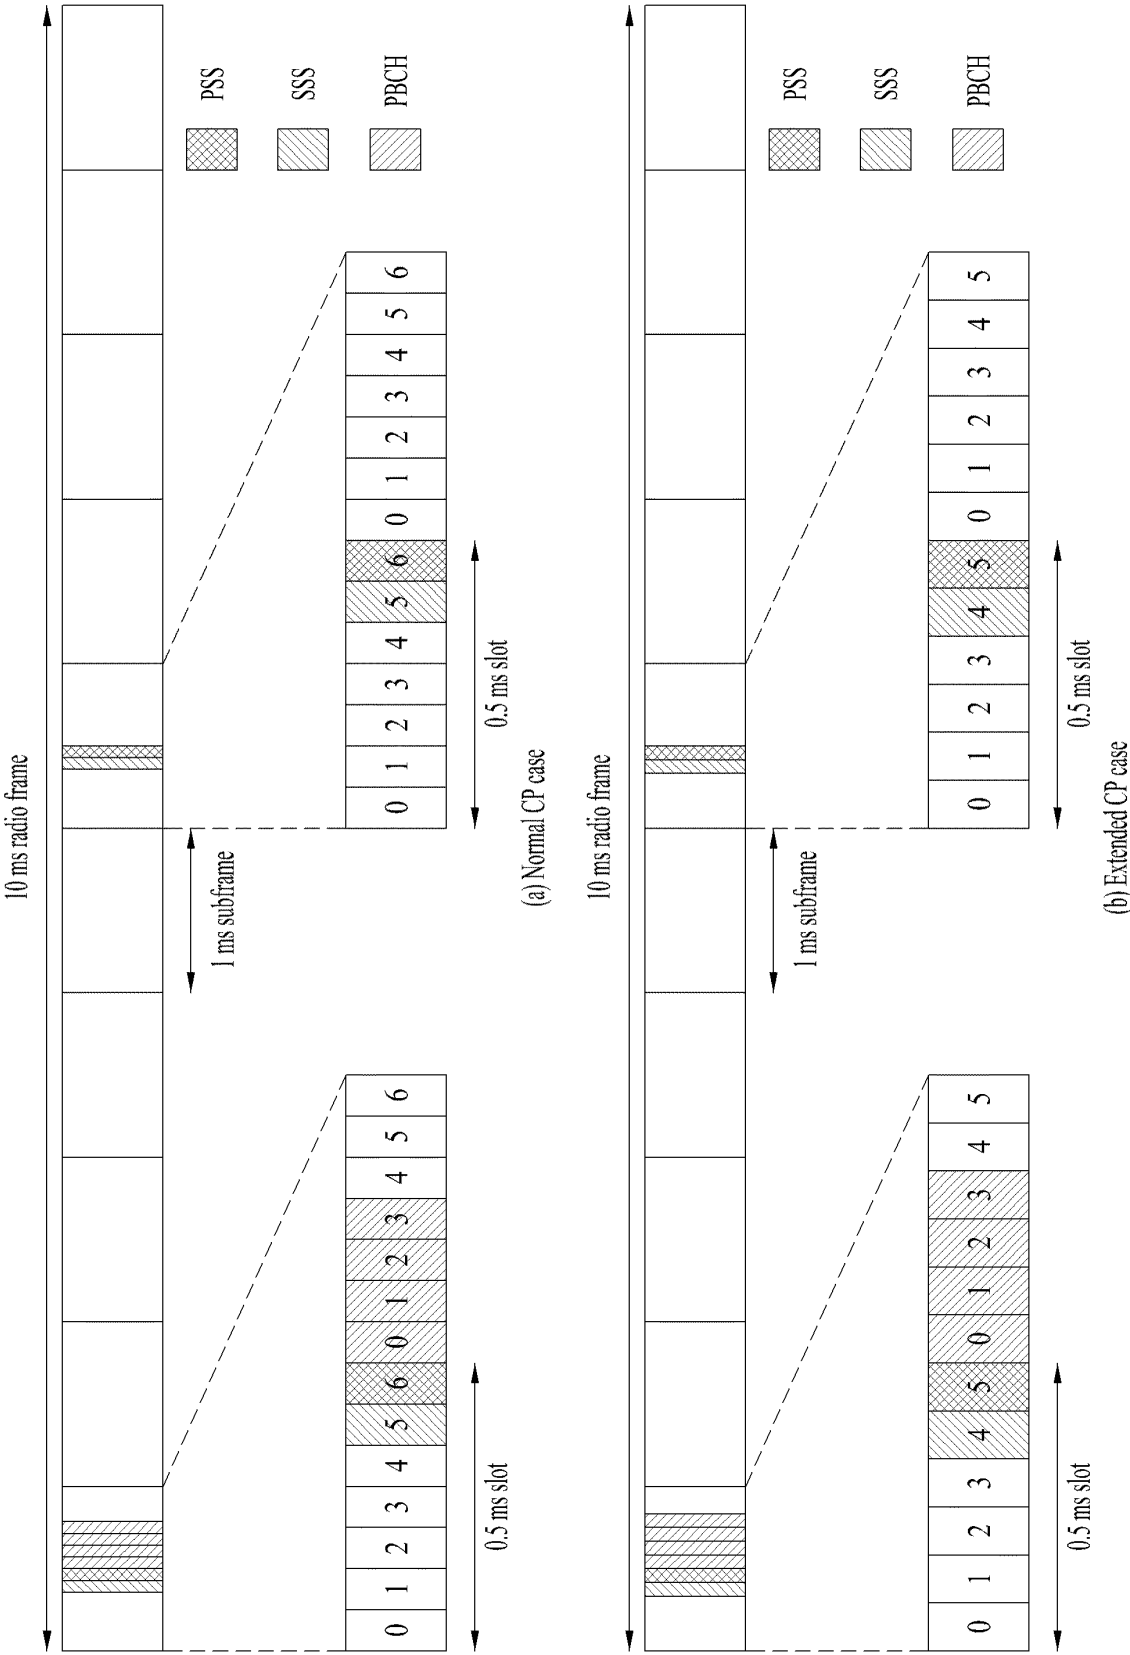 10 ms radio frame
1 ms subframe
PSS
SSS
PBCH
0 1 2 3 4 5 6 0 1 2 3 4 5 6
0 1 2 3 4 5 6 0 1 2 3 4 5 6
0.5 ms slot
0.5 ms slot
(a) Normal CP case
10 ms radio frame
1 ms subframe
PSS
SSS
PBCH
0 1 2 3 4 5 0 1 2 3 4 5
0 1 2 3 4 5 0 1 2 3 4 5
0.5 ms slot
0.5 ms slot
(b) Extended CP case